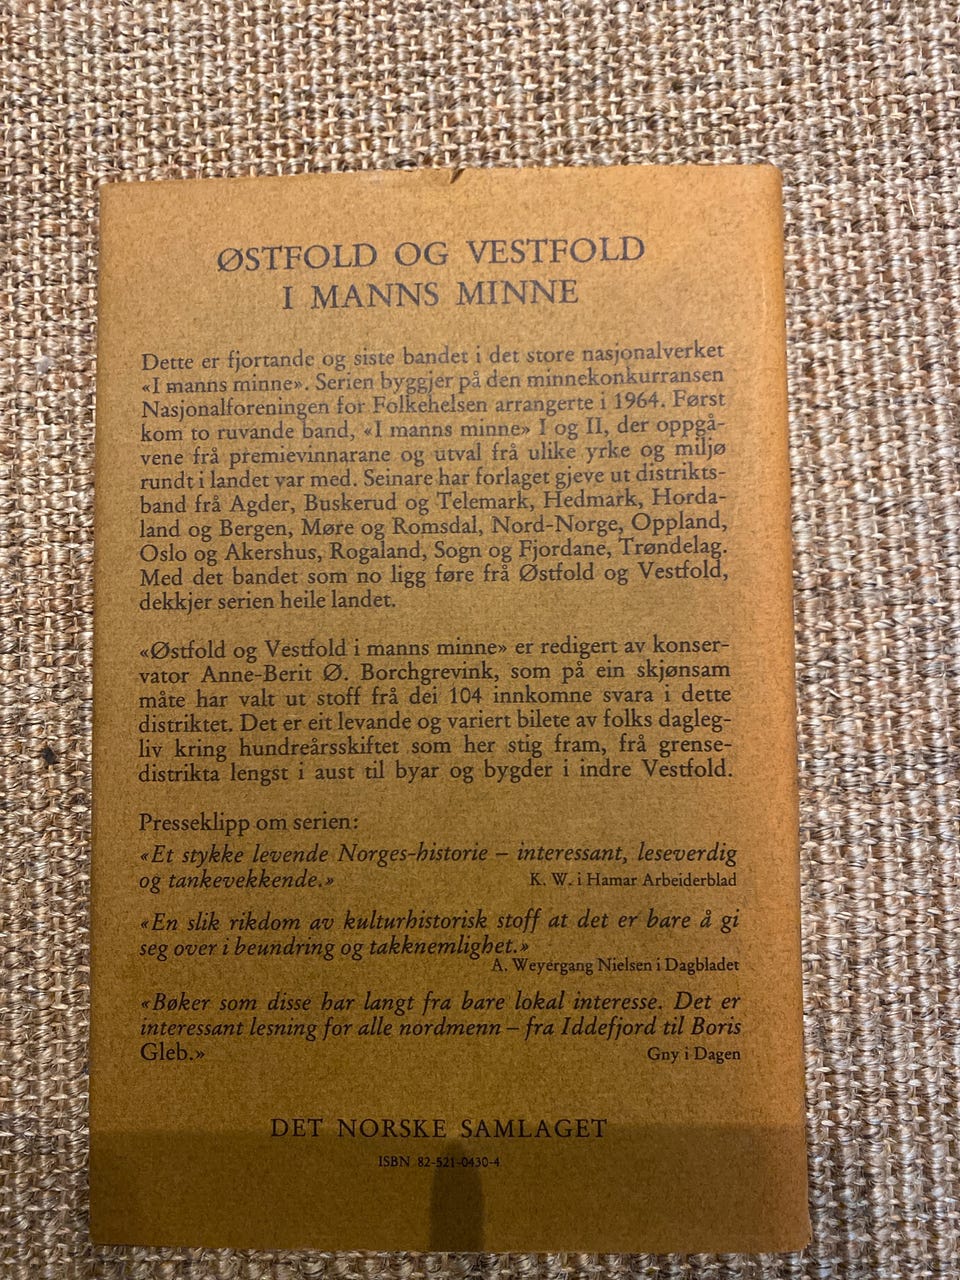 ØSTFOLD OG VESTFOLD
I MANNS MINNE
Dette er fjortande og siste bandet i det store nasjonalverket
«I manns minne». Serien byggjer på den minnekonkurransen
Nasjonalforeningen for Folkehelsen arrangerte i 1964. Først
kom to ruvande band, «I manns minne» I og II, der oppgå-
vene frå premievinnarane og utval frå ulike yrke og miljø
rundt i landet var med. Seinare har forlaget gjeve ut distrikts-
band frå Agder, Buskerud og Telemark, Hedmark, Horda-
land og Bergen, Møre og Romsdal, Nord-Norge, Oppland,
Oslo og Akershus, Rogaland, Sogn og Fjordane, Trøndelag.
Med det bandet som no ligg føre frå Østfold og Vestfold,
dekkjer serien heile landet.
«Østfold og Vestfold i manns minne» er redigert av konser-
vator Anne-Berit Ø. Borchgrevink, som på ein skjønsam
måte har valt ut stoff frå dei 104 innkomne svara i dette
distriktet. Det er eit levande og variert bilete av folks dagleg-
liv kring hundreårsskiftet som her stig fram, frå grense-
distrikta lengst i aust til byar og bygder i indre Vestfold.
Presseklipp om serien:
«Et stykke levende Norges-historie – interessant, leseverdig
og tankevekkende.» K. W. i Hamar Arbeiderblad
«En slik rikdom av kulturhistorisk stoff at det er bare å gi
seg over i beundring og takknemlighet.»
A. Weyergang Nielsen i Dagbladet
«Bøker som disse har langt fra bare lokal interesse. Det er
interessant lesning for alle nordmenn – fra Iddefjord til Boris
Gleb.» Gny i Dagen
DET NORSKE SAMLAGET
ISBN 82-521-0430-4